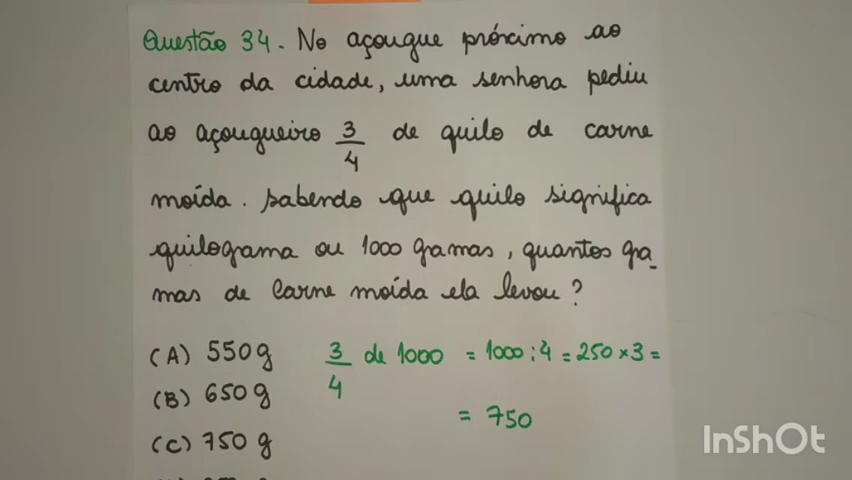 Questão 34. No açougue próximo ao
centro da cidade, uma senhora pediu
ao açougueiro 3/4 de quilo de carne
moída. Sabendo que quilo significa
quilograma ou 1000 gramas, quantos gra_
mas de carne moída ela levou?
(A) 550g
3/4 de 1000 = 1000 : 4 = 250 x 3 =
(B) 650g
= 750
(C) 750 g
InShOt